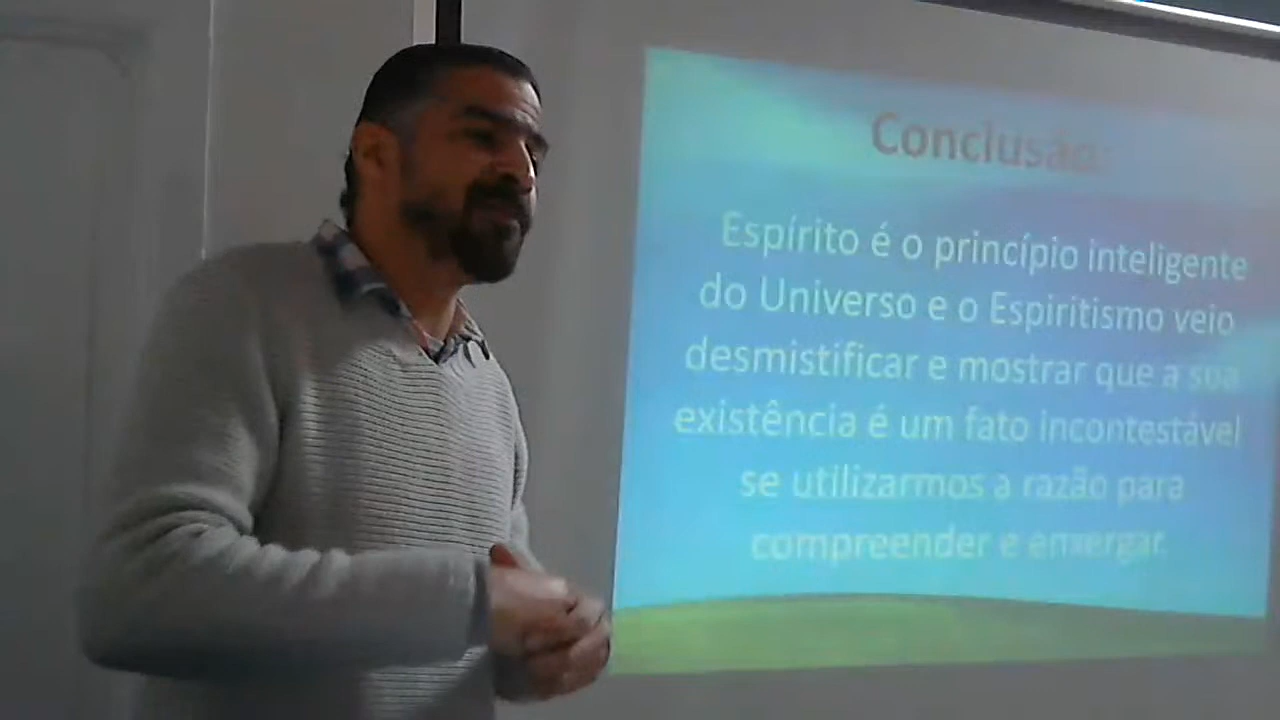 Conclusão:
Espírito é o princípio inteligente
do Universo e o Espiritismo veio
desmistificar e mostrar que a sua
existência é um fato incontestável
se utilizarmos a razão para
compreender e enxergar.